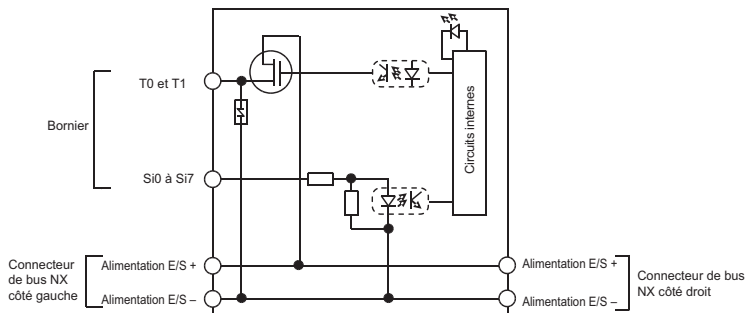 T0 et T1
Bornier
Si0 à Si7
Circuits internes
Connecteur
de bus NX
côté gauche
Alimentation E/S +
Alimentation E/S –
Alimentation E/S +
Alimentation E/S –
Connecteur de bus
NX côté droit